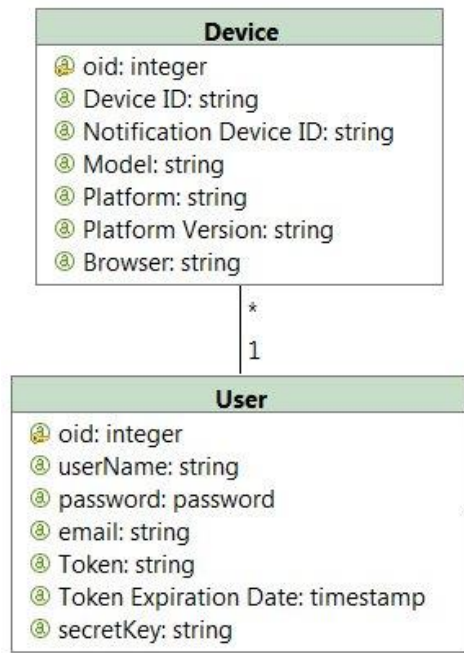 Device
oid: integer
Device ID: string
Notification Device ID: string
Model: string
Platform: string
Platform Version: string
Browser: string
*
1
User
oid: integer
userName: string
password: password
email: string
Token: string
Token Expiration Date: timestamp
secretKey: string